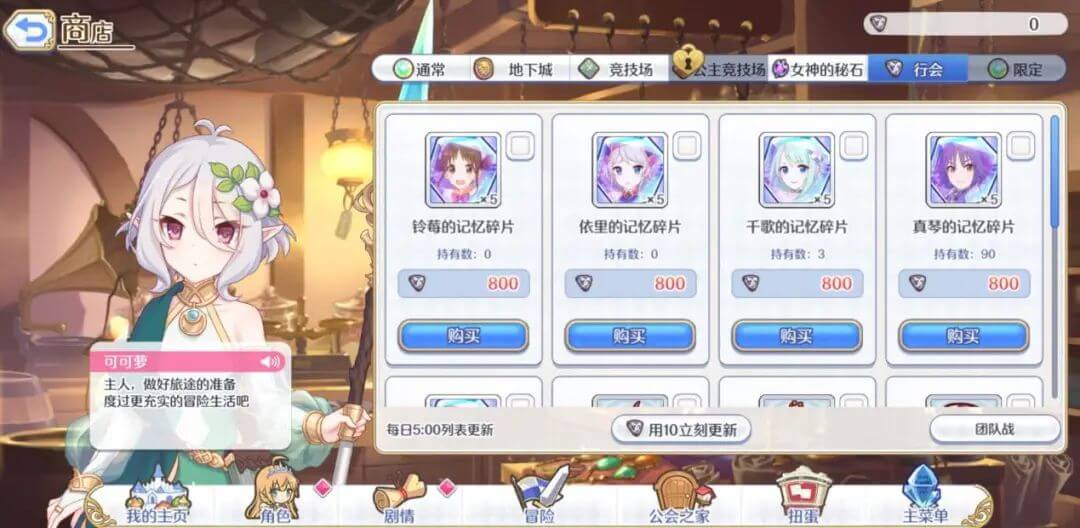 商店
0
通常
地下城
竞技场
公主竞技场
女神的秘石
行会
限定
×5
×5
×5
×5
铃莓的记忆碎片
依里的记忆碎片
千歌的记忆碎片
真琴的记忆碎片
持有数：0
持有数：0
持有数：3
持有数：90
800
800
800
800
购买
购买
购买
购买
可可萝
主人，做好旅途的准备
度过更充实的冒险生活吧
每日5:00列表更新
用10立刻更新
团队战
我的主页
角色
剧情
冒险
公会之家
扭蛋
主菜单